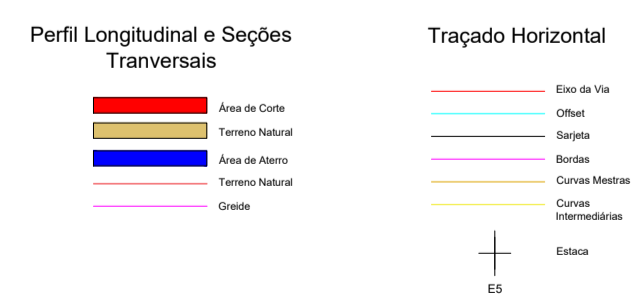 Perfil Longitudinal e Seções
Tranversais
Área de Corte
Terreno Natural
Área de Aterro
Terreno Natural
Greide
Traçado Horizontal
Eixo da Via
Offset
Sarjeta
Bordas
Curvas Mestras
Curvas
Intermediárias
Estaca
E5